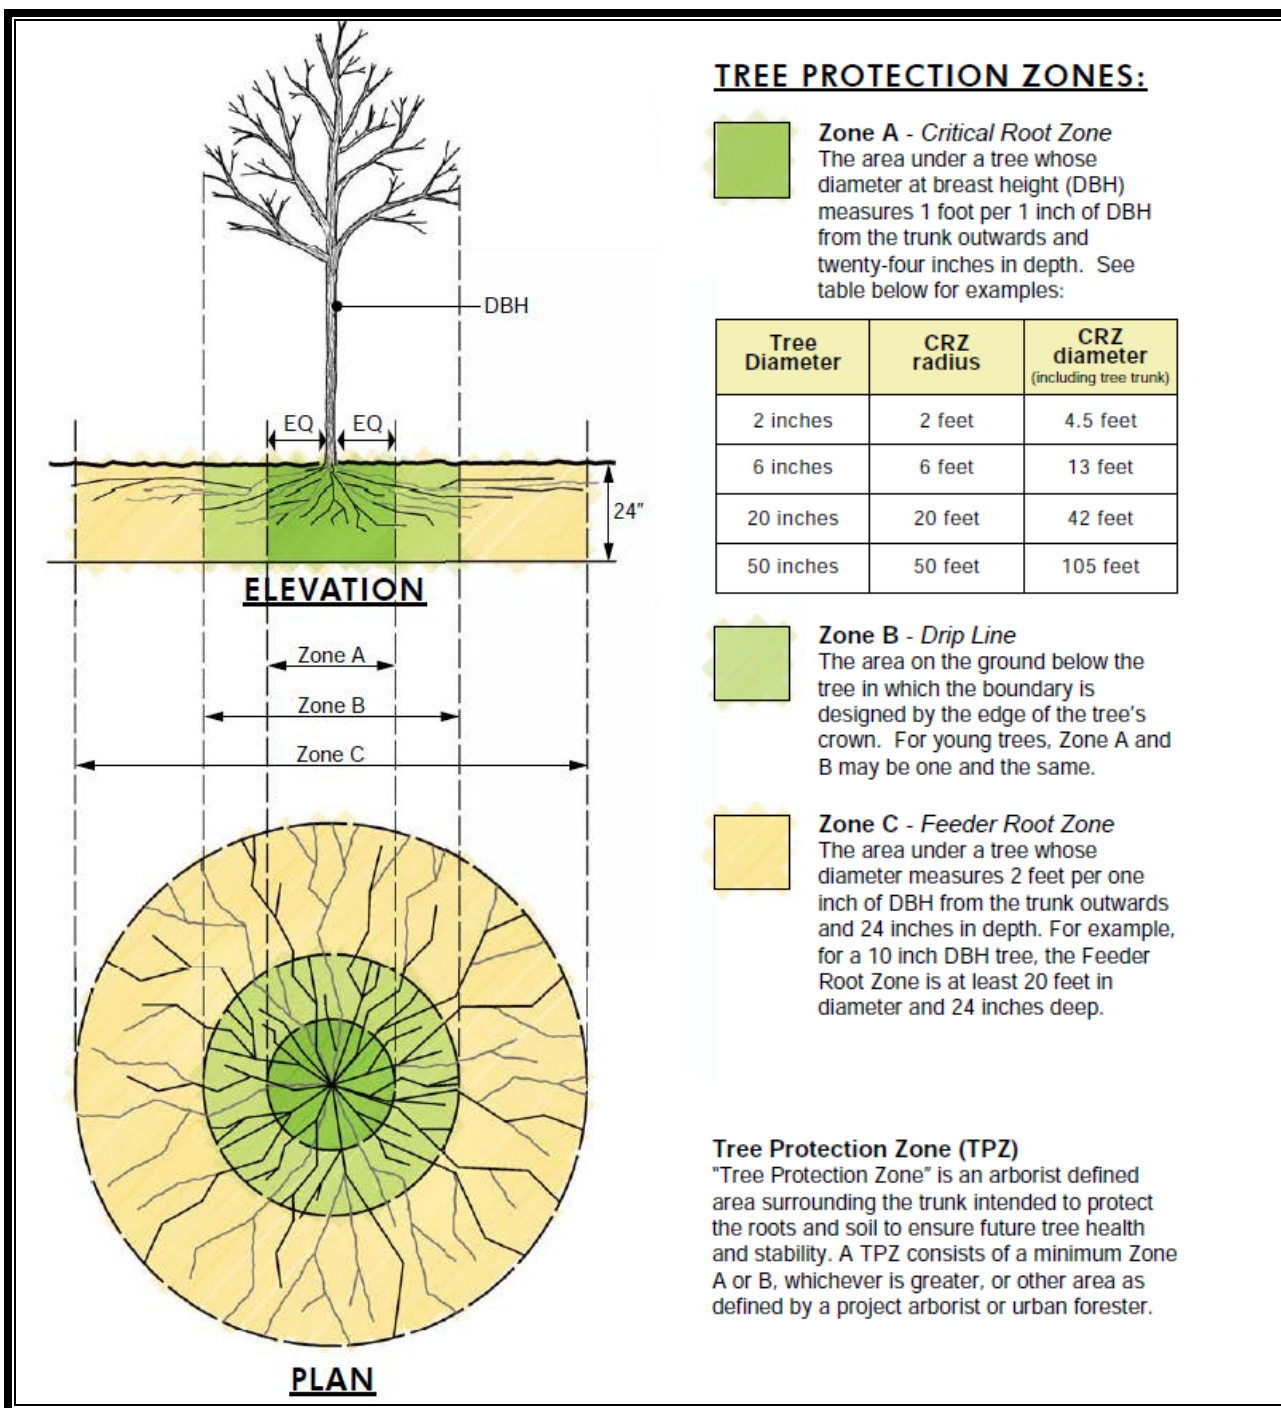 DBH
EQ EQ
24"
ELEVATION
Zone A
Zone B
Zone C
PLAN
TREE PROTECTION ZONES:
Zone A - Critical Root Zone
The area under a tree whose
diameter at breast height (DBH)
measures 1 foot per 1 inch of DBH
from the trunk outwards and
twenty-four inches in depth. See
table below for examples:
Tree Diameter CRZ radius CRZ diameter (including tree trunk)
2 inches 2 feet 4.5 feet
6 inches 6 feet 13 feet
20 inches 20 feet 42 feet
50 inches 50 feet 105 feet
Zone B - Drip Line
The area on the ground below the
tree in which the boundary is
designed by the edge of the tree's
crown. For young trees, Zone A and
B may be one and the same.
Zone C - Feeder Root Zone
The area under a tree whose
diameter measures 2 feet per one
inch of DBH from the trunk outwards
and 24 inches in depth. For example,
for a 10 inch DBH tree, the Feeder
Root Zone is at least 20 feet in
diameter and 24 inches deep.
Tree Protection Zone (TPZ)
"Tree Protection Zone" is an arborist defined
area surrounding the trunk intended to protect
the roots and soil to ensure future tree health
and stability. A TPZ consists of a minimum Zone
A or B, whichever is greater, or other area as
defined by a project arborist or urban forester.